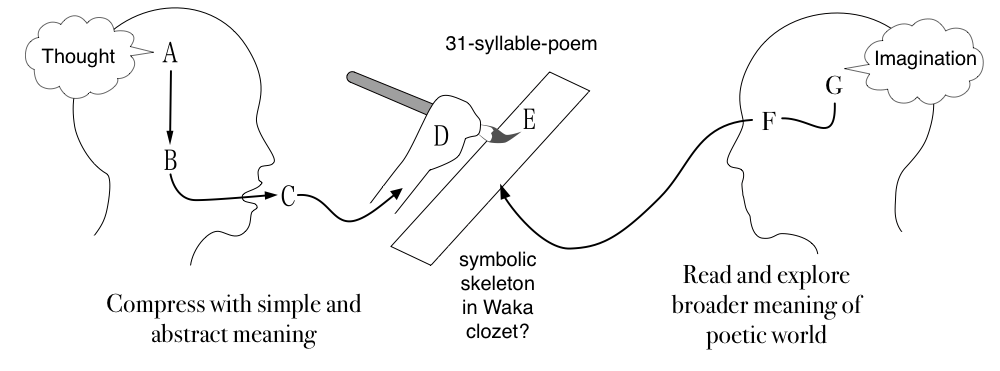 31-syllable-poem
Thought
A
Imagination
G
D
E
F
B
C
symbolic
skeleton
in Waka
clozet?
Compress with simple and
abstract meaning
Read and explore
broader meaning of
poetic world